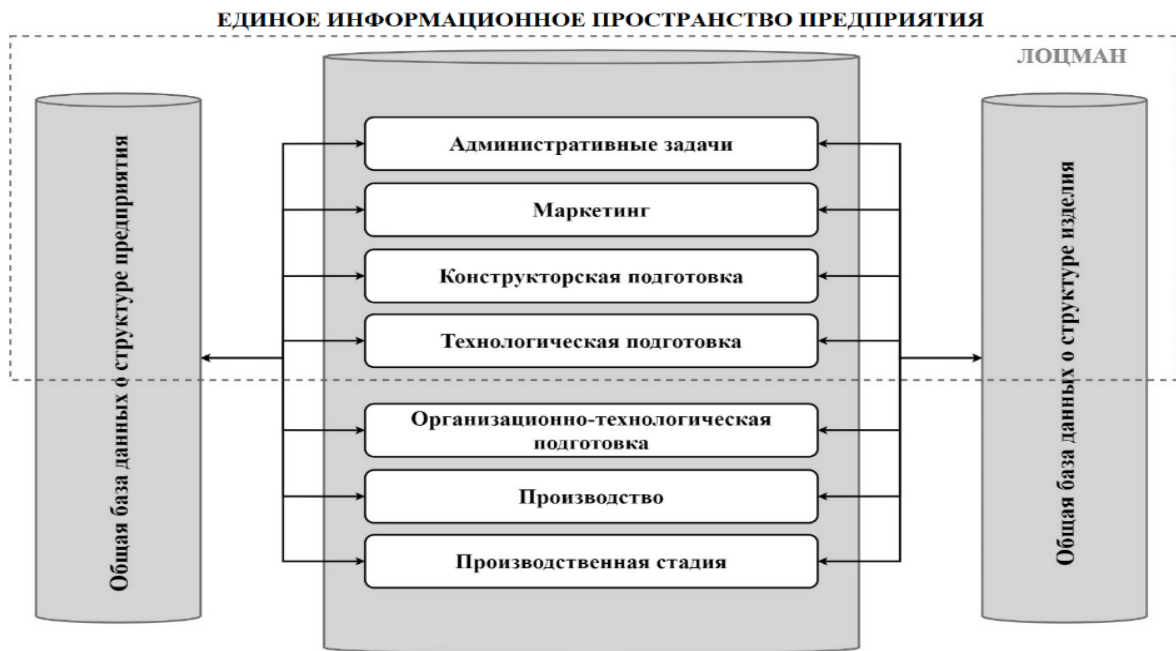 ЕДИНОЕ ИНФОРМАЦИОННОЕ ПРОСТРАНСТВО ПРЕДПРИЯТИЯ
ЛОЦМАН
Общая база данных о структуре предприятия
Административные задачи
Маркетинг
Конструкторская подготовка
Технологическая подготовка
Организационно-технологическая
подготовка
Производство
Производственная стадия
Общая база данных о структуре изделия